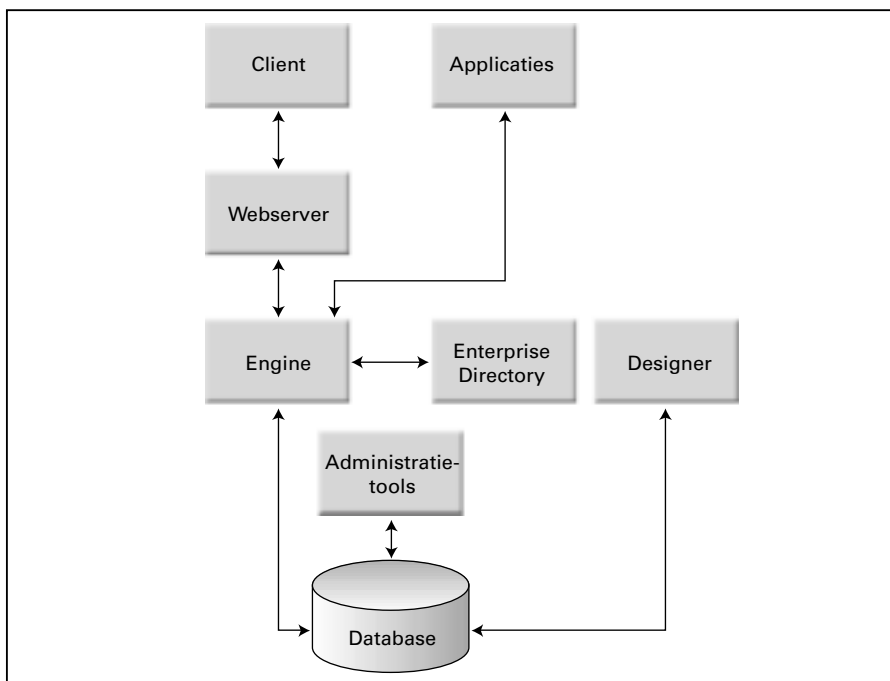 Client
Applicaties
Webserver
Engine
Enterprise
Directory
Designer
Administratie-
tools
Database